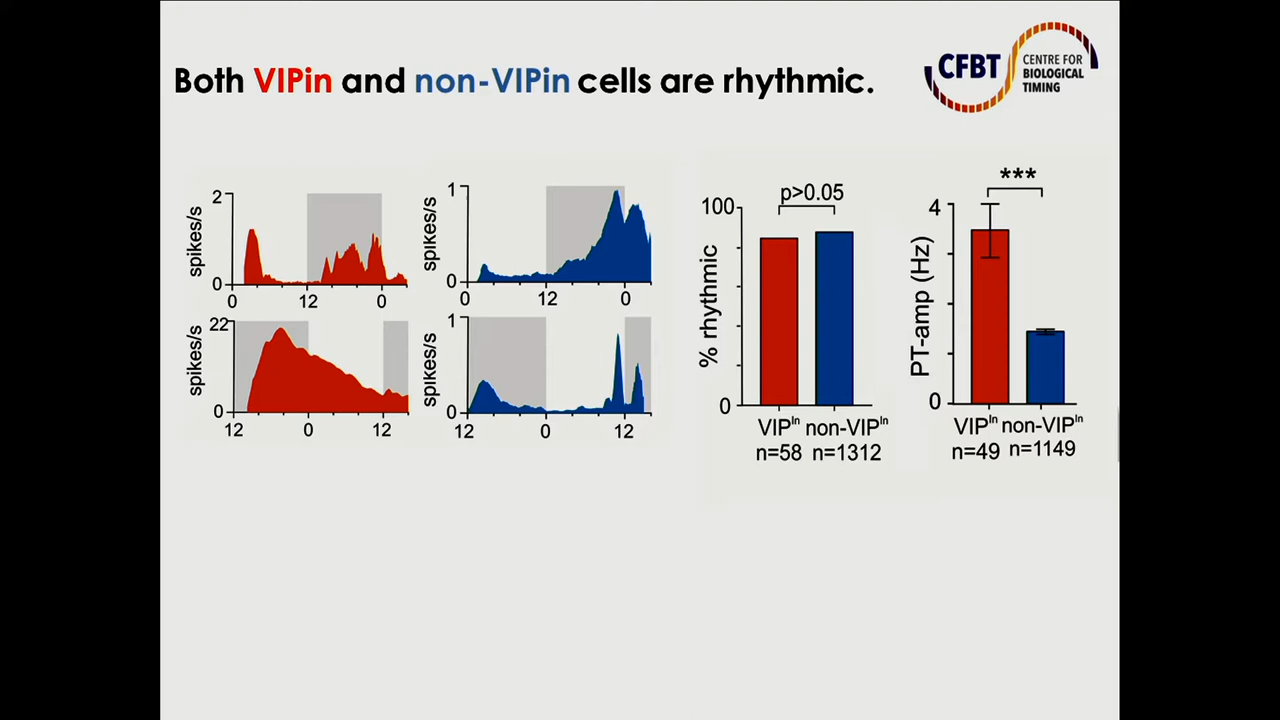 Both VIPin and non-VIPin cells are rhythmic.
CFBT
CENTRE FOR
BIOLOGICAL
TIMING
2
spikes/s
0
0 12 0
1
spikes/s
0
0 12 0
22
spikes/s
0
12 0 12
1
spikes/s
0
12 0 12
p>0.05
100
% rhythmic
0
VIPIn non-VIPIn
n=58 n=1312
***
4
PT-amp (Hz)
0
VIPIn non-VIPIn
n=49 n=1149